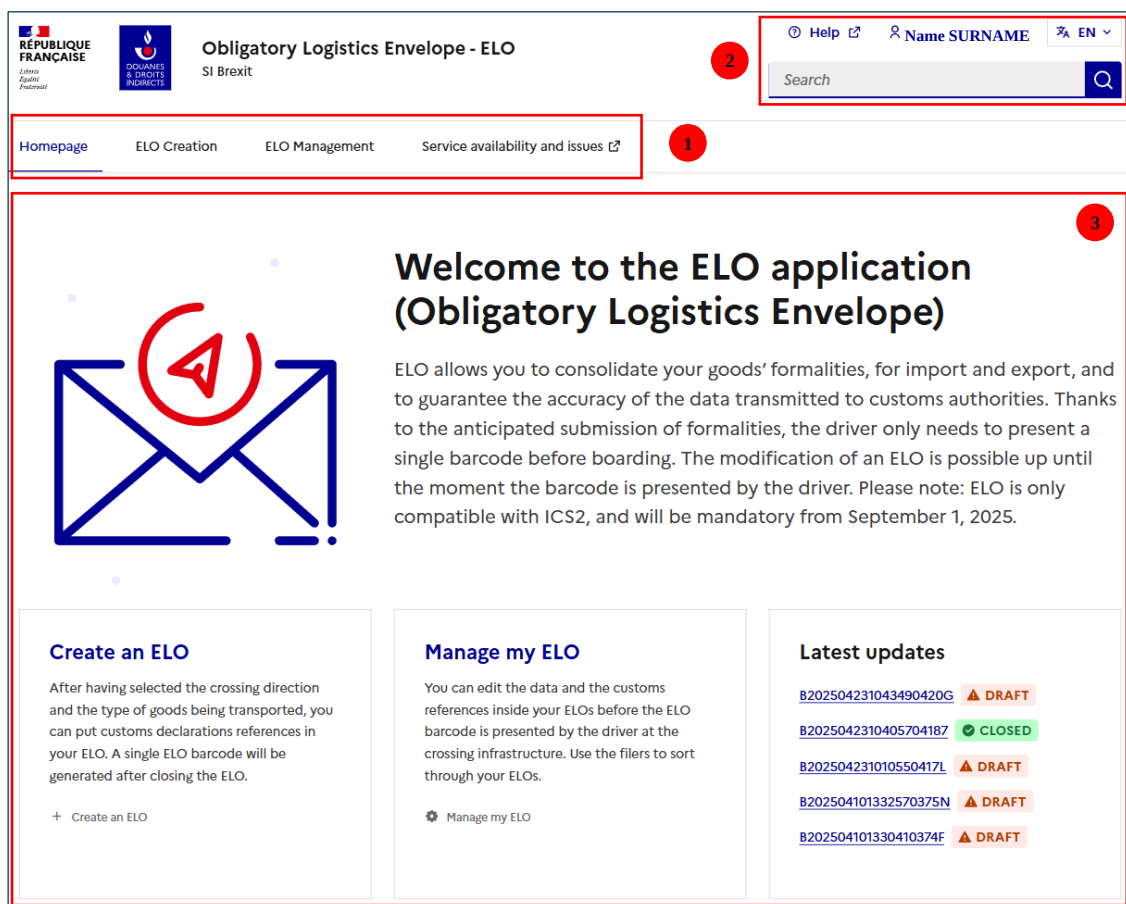 RÉPUBLIQUE
FRANÇAISE
Liberté
Égalité
Fraternité
DOUANES
& DROITS
INDIRECTS
Obligatory Logistics Envelope - ELO
SI Brexit
2
Help
Name SURNAME
EN
Search
Homepage
ELO Creation
ELO Management
Service availability and issues
1
3
Welcome to the ELO application
(Obligatory Logistics Envelope)
ELO allows you to consolidate your goods' formalities, for import and export, and
to guarantee the accuracy of the data transmitted to customs authorities. Thanks
to the anticipated submission of formalities, the driver only needs to present a
single barcode before boarding. The modification of an ELO is possible up until
the moment the barcode is presented by the driver. Please note: ELO is only
compatible with ICS2, and will be mandatory from September 1, 2025.
Create an ELO
After having selected the crossing direction
and the type of goods being transported, you
can put customs declarations references in
your ELO. A single ELO barcode will be
generated after closing the ELO.
+ Create an ELO
Manage my ELO
You can edit the data and the customs
references inside your ELOs before the ELO
barcode is presented by the driver at the
crossing infrastructure. Use the filers to sort
through your ELOs.
Manage my ELO
Latest updates
B202504231043490420G DRAFT
B2025042310405704187 CLOSED
B202504231010550417L DRAFT
B202504101332570375N DRAFT
B202504101330410374F DRAFT